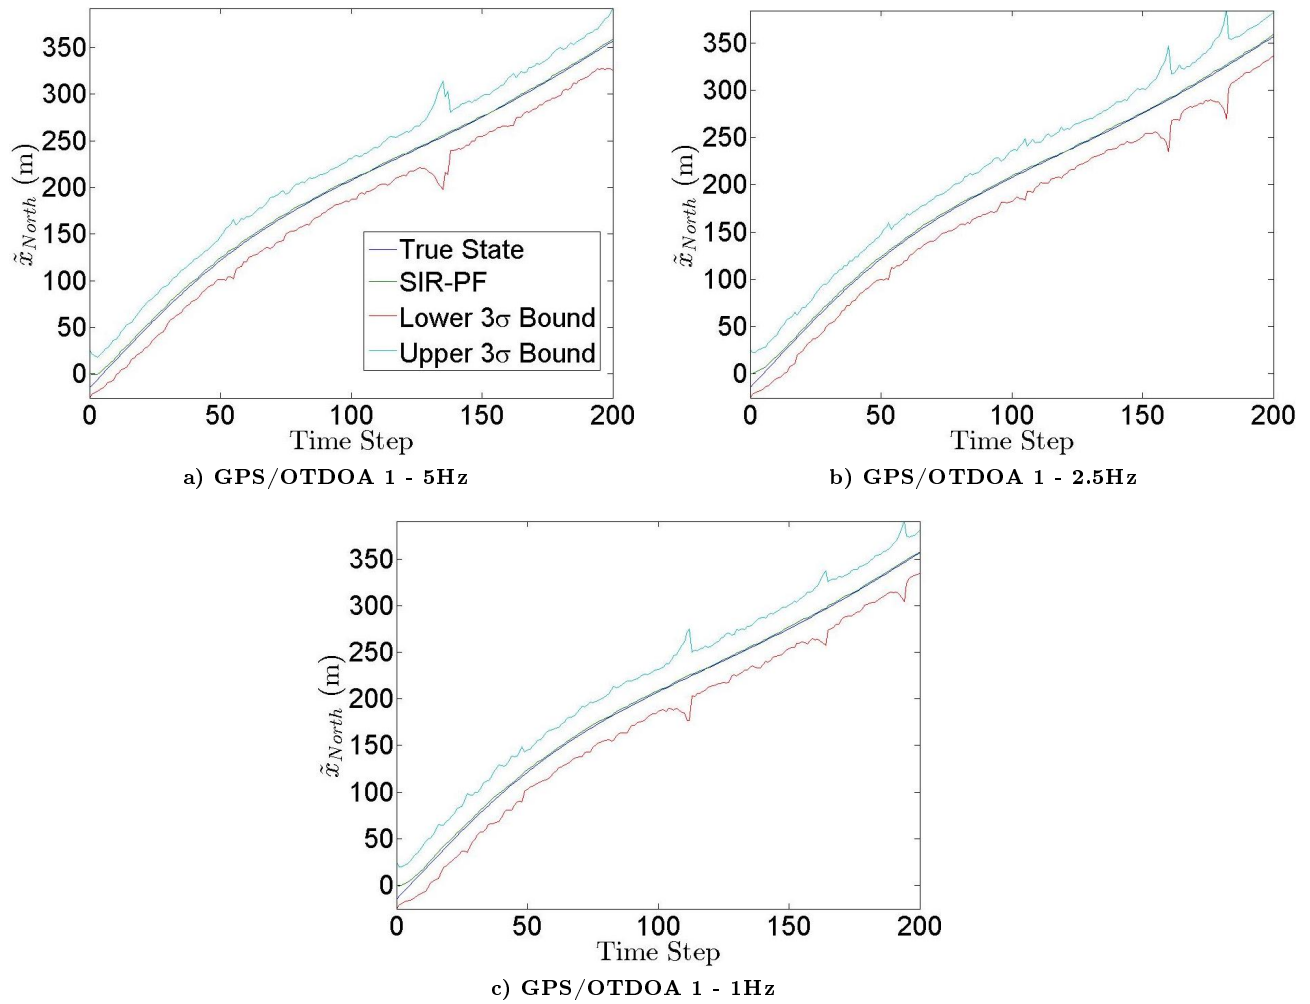 350
300
250
200
150
100
50
0
x̃North (m)
True State
SIR-PF
Lower 3σ Bound
Upper 3σ Bound
0 50 100 150 200
Time Step
a) GPS/OTDOA 1 - 5Hz
350
300
250
200
150
100
50
0
x̃North (m)
0 50 100 150 200
Time Step
b) GPS/OTDOA 1 - 2.5Hz
350
300
250
200
150
100
50
0
x̃North (m)
0 50 100 150 200
Time Step
c) GPS/OTDOA 1 - 1Hz